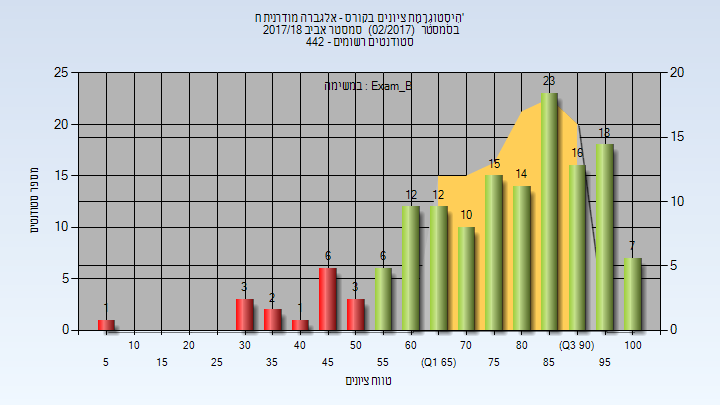 הִיסְטוֹגְרָמַת ציונים בקורס - אלגברה מודרנית ח'
בסמסטר (02/2017) סמסטר אביב 2017/18
סטודנטים רשומים - 442
במשימה : Exam_B
25 20 15 10 5 0
מספר סטודנטים
20 15 10 5 0
1 3 2 1 6 3 6 12 12 10 15 14 23 16 18 7
10 20 30 40 50 60 70 80 (Q3 90) 100
5 15 25 35 45 55 (Q1 65) 75 85 95
טווח ציונים